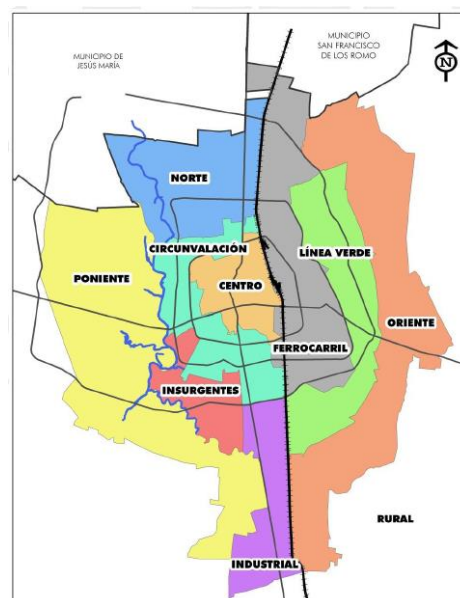 MUNICIPIO DE
JESÚS MARÍA
MUNICIPIO
SAN FRANCISCO
DE LOS ROMO
N
NORTE
CIRCUNVALACIÓN
LÍNEA VERDE
PONIENTE
CENTRO
ORIENTE
FERROCARRIL
INSURGENTES
RURAL
INDUSTRIAL